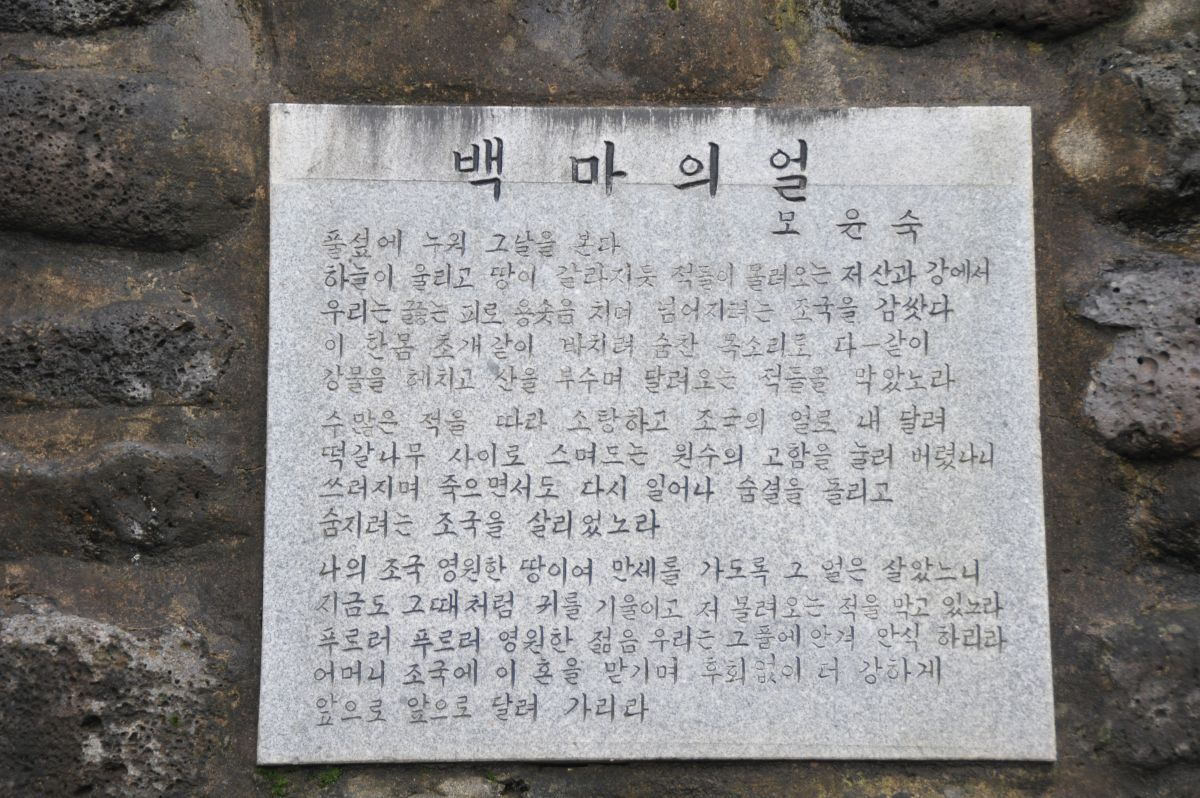 백마의 얼
모윤숙
풀섶에 누워 그날을 본다
하늘이 울리고 땅이 갈라지듯 적들이 몰려오는 저 산과 강에서
우리는 끓는 피로 용솟음 치며 넘어지려는 조국을 감쌌다
이 한몸 초개같이 바치려 숨찬 목소리로 다—같이
강물을 헤치고 산을 부수며 달려오는 적들을 막았노라
수많은 적을 따라 소탕하고 조국의 얼로 내 달려
떡갈나무 사이로 스며드는 원수의 고함을 눌러 버렸나니
쓰러지며 죽으면서도 다시 일어나 숨결을 돌리고
숨지려는 조국을 살리었노라
나의 조국 영원한 땅이여 만세를 가도록 그 얼은 살았느니
지금도 그때처럼 귀를 기울이고 저 몰려오는 적을 막고 있노라
푸르러 푸르러 영원한 젊음 우리는 그 품에 안겨 안식 하리라
어머니 조국에 이 혼을 맡기며 후회없이 더 강하게
앞으로 앞으로 달려 가리라